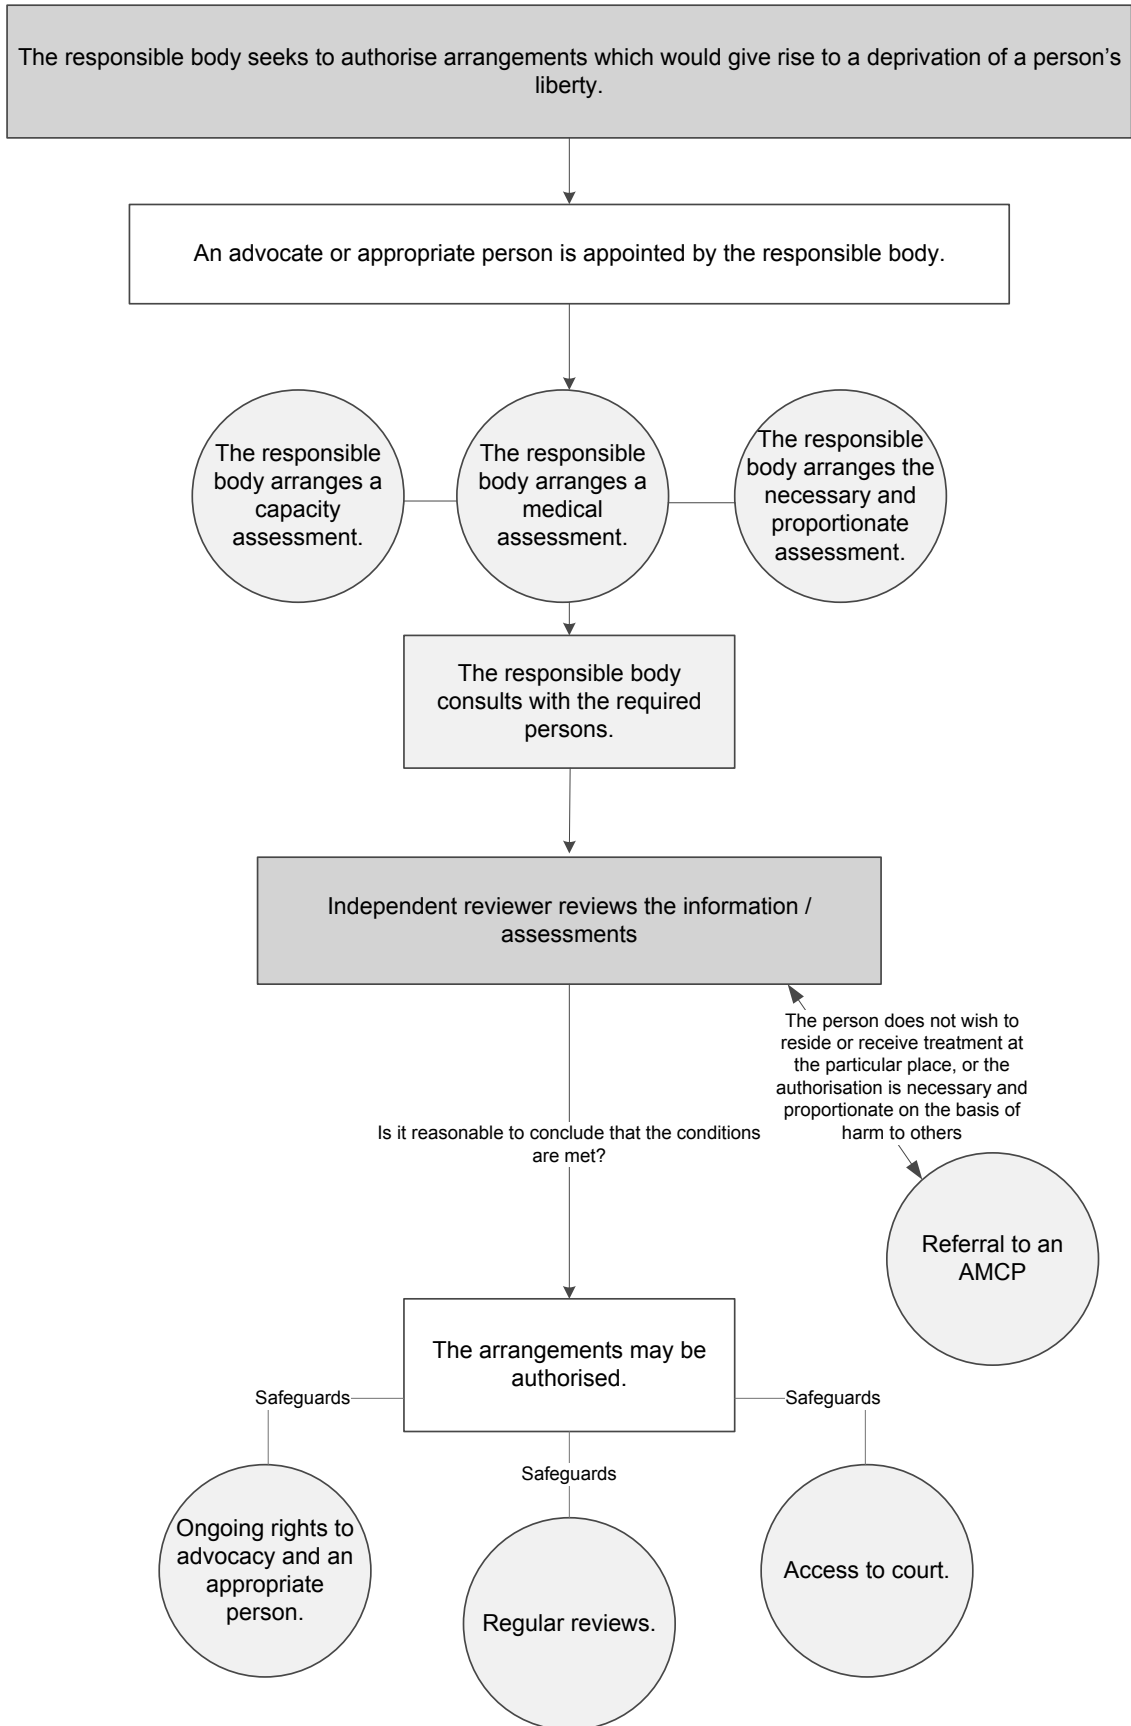 The responsible body seeks to authorise arrangements which would give rise to a deprivation of a person's
liberty.
An advocate or appropriate person is appointed by the responsible body.
The responsible
body arranges a
capacity
assessment.
The responsible
body arranges a
medical
assessment.
The responsible
body arranges the
necessary and
proportionate
assessment.
The responsible body
consults with the required
persons.
Independent reviewer reviews the information /
assessments
The person does not wish to
reside or receive treatment at
the particular place, or the
authorisation is necessary and
proportionate on the basis of
harm to others
Is it reasonable to conclude that the conditions
are met?
Referral to an
AMCP
The arrangements may be
authorised.
Safeguards
Safeguards
Safeguards
Ongoing rights to
advocacy and an
appropriate
person.
Regular reviews.
Access to court.